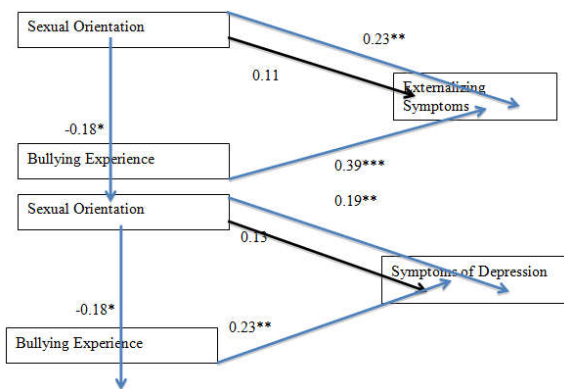 Sexual Orientation
0.23**
0.11
Externalizing
Symptoms
-0.18*
Bullying Experience
0.39***
Sexual Orientation
0.19**
0.13
Symptoms of Depression
-0.18*
0.23**
Bullying Experience